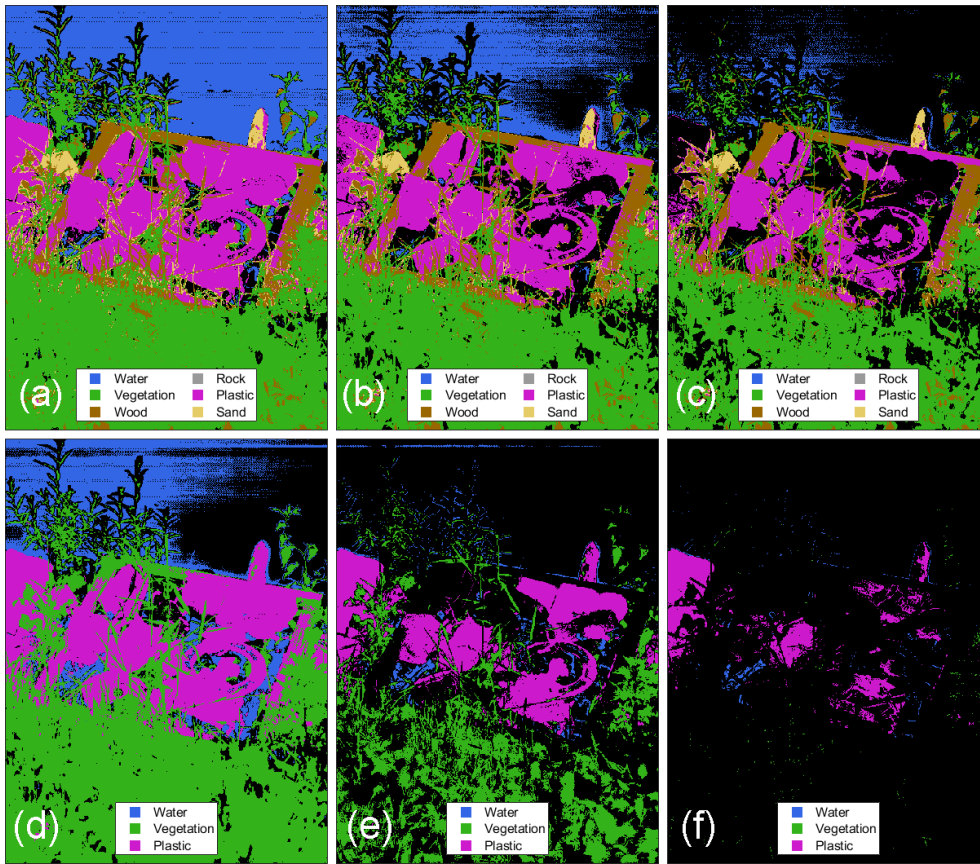 Water Rock
Vegetation Plastic
Wood Sand
(a)
Water Rock
Vegetation Plastic
Wood Sand
(b)
Water Rock
Vegetation Plastic
Wood Sand
(c)
Water
Vegetation
Plastic
(d)
Water
Vegetation
Plastic
(e)
Water
Vegetation
Plastic
(f)